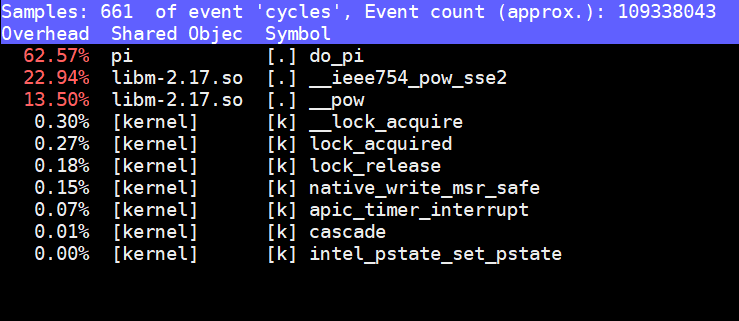 Samples: 661  of event 'cycles', Event count (approx.): 109338043
Overhead  Shared Objec  Symbol
62.57%  pi            [.] do_pi
22.94%  libm-2.17.so  [.] __ieee754_pow_sse2
13.50%  libm-2.17.so  [.] __pow
0.30%  [kernel]      [k] __lock_acquire
0.27%  [kernel]      [k] lock_acquired
0.18%  [kernel]      [k] lock_release
0.15%  [kernel]      [k] native_write_msr_safe
0.07%  [kernel]      [k] apic_timer_interrupt
0.01%  [kernel]      [k] cascade
0.00%  [kernel]      [k] intel_pstate_set_pstate